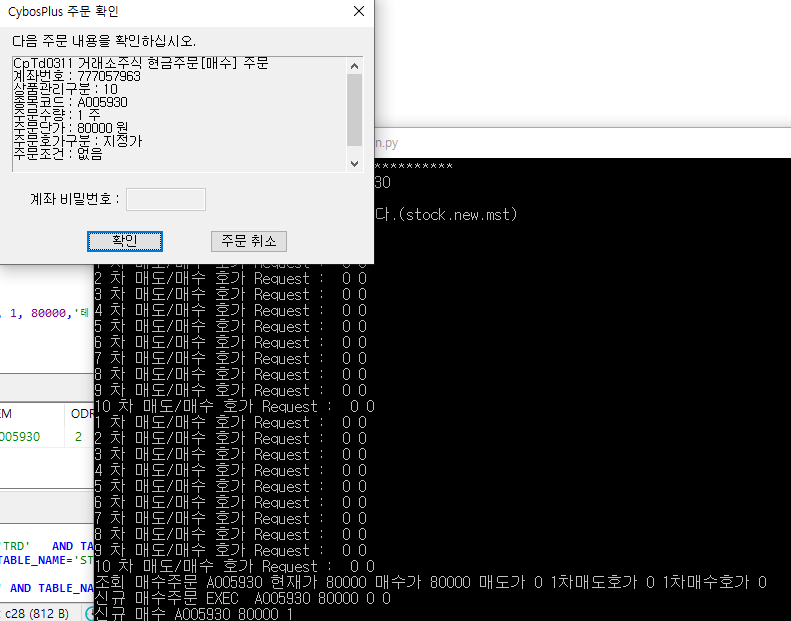 CybosPlus 주문 확인
다음 주문 내용을 확인하십시오.
CpTd0311 거래소주식 현금주문[매수] 주문
계좌번호 : 777057963
상품관리구분 : 10
종목코드 : A005930
주문수량 : 1 주
주문단가 : 80000 원
주문호가구분 : 지정가
주문조건 : 없음
계좌 비밀번호 :
확인
주문 취소
n.py
**********
30
다.(stock.new.mst)
1 차 매도/매수 호가 Request :  0 0
2 차 매도/매수 호가 Request :  0 0
3 차 매도/매수 호가 Request :  0 0
4 차 매도/매수 호가 Request :  0 0
5 차 매도/매수 호가 Request :  0 0
6 차 매도/매수 호가 Request :  0 0
7 차 매도/매수 호가 Request :  0 0
8 차 매도/매수 호가 Request :  0 0
9 차 매도/매수 호가 Request :  0 0
10 차 매도/매수 호가 Request :  0 0
1 차 매도/매수 호가 Request :  0 0
2 차 매도/매수 호가 Request :  0 0
3 차 매도/매수 호가 Request :  0 0
4 차 매도/매수 호가 Request :  0 0
5 차 매도/매수 호가 Request :  0 0
6 차 매도/매수 호가 Request :  0 0
7 차 매도/매수 호가 Request :  0 0
8 차 매도/매수 호가 Request :  0 0
9 차 매도/매수 호가 Request :  0 0
10 차 매도/매수 호가 Request :  0 0
조회 매수주문 A005930 현재가 80000 매수가 80000 매도가 0 1차매도호가 0 1차매수호가 0
신규 매수주문 EXEC  A005930 80000 0 0
신규 매수 A005930 80000 1
, 1, 80000,'테
EM ODR
005930 2
'TRD' AND TA
TABLE_NAME='ST
' AND TABLE_NA
: c28 (812 B)